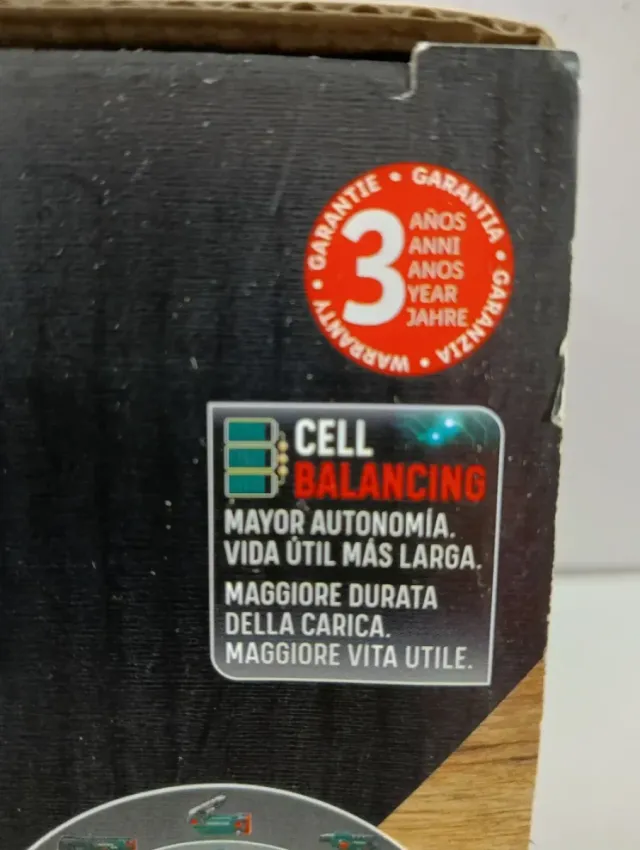 GARANTIE • GARANTIA • GARANZIA • WARRANTY •
3
AÑOS
ANNI
ANOS
YEAR
JAHRE
CELL
BALANCING
MAYOR AUTONOMÍA.
VIDA ÚTIL MÁS LARGA.
MAGGIORE DURATA
DELLA CARICA.
MAGGIORE VITA UTILE.